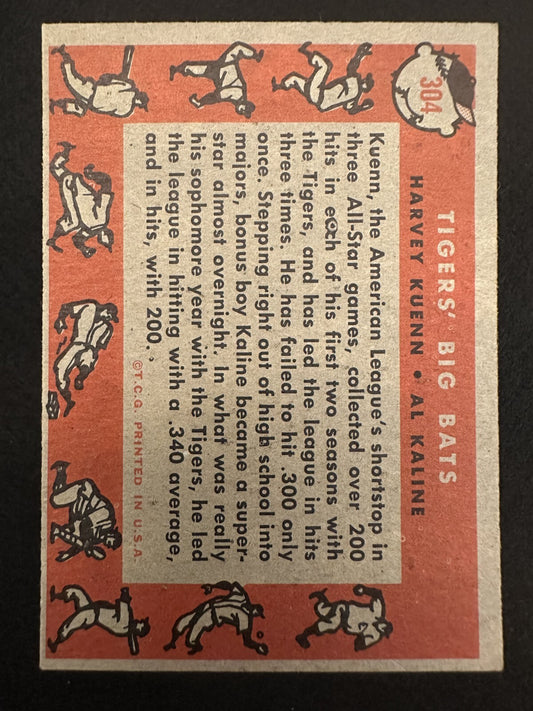 304
TIGERS' BIG BATS
HARVEY KUENN • AL KALINE
Kuenn, the American League's shortstop in
three All-Star games, collected over 200
hits in each of his first two seasons with
the Tigers, and has led the league in hits
three times. He has failed to hit .300 only
once. Stepping right out of high school into
majors, bonus boy Kaline became a super-
star almost overnight. In what was really
his sophomore year with the Tigers, he led
the league in hitting with a .340 average,
and in hits, with 200.
© T.C.G. PRINTED IN U.S.A